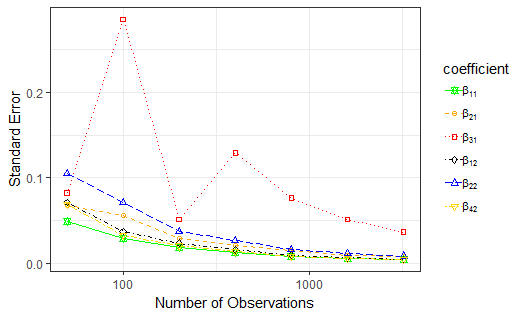 coefficient
β11
β21
β31
β12
β22
β42
Standard Error
0.2
0.1
0.0
100
1000
Number of Observations